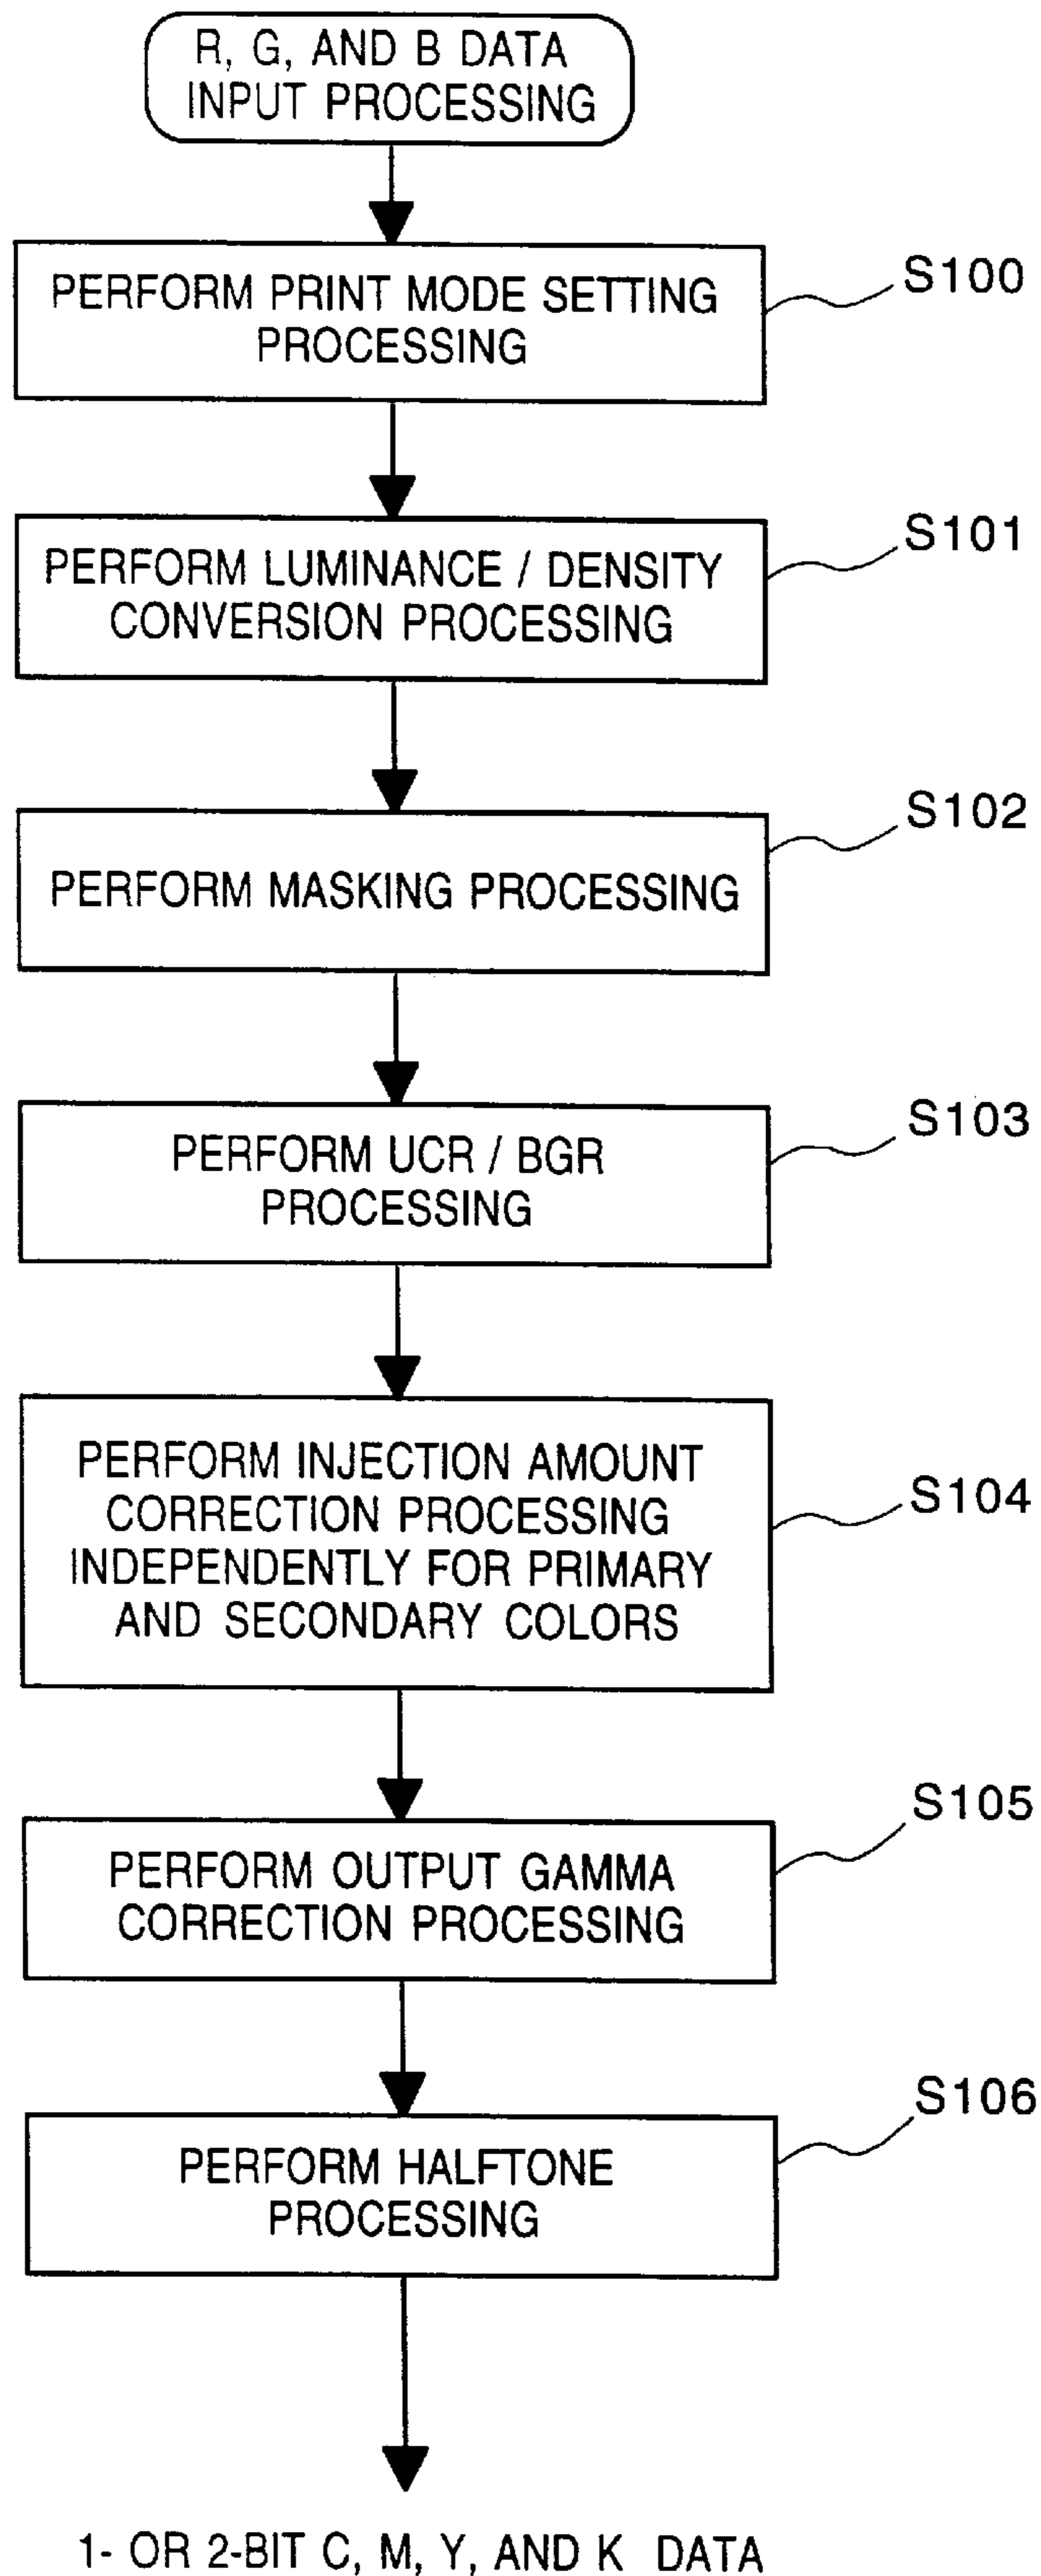 R, G, AND B DATA
INPUT PROCESSING
PERFORM PRINT MODE SETTING
PROCESSING
S100
PERFORM LUMINANCE / DENSITY
CONVERSION PROCESSING
S101
PERFORM MASKING PROCESSING
S102
PERFORM UCR / BGR
PROCESSING
S103
PERFORM INJECTION AMOUNT
CORRECTION PROCESSING
INDEPENDENTLY FOR PRIMARY
AND SECONDARY COLORS
S104
PERFORM OUTPUT GAMMA
CORRECTION PROCESSING
S105
PERFORM HALFTONE
PROCESSING
S106
1- OR 2-BIT C, M, Y, AND K DATA